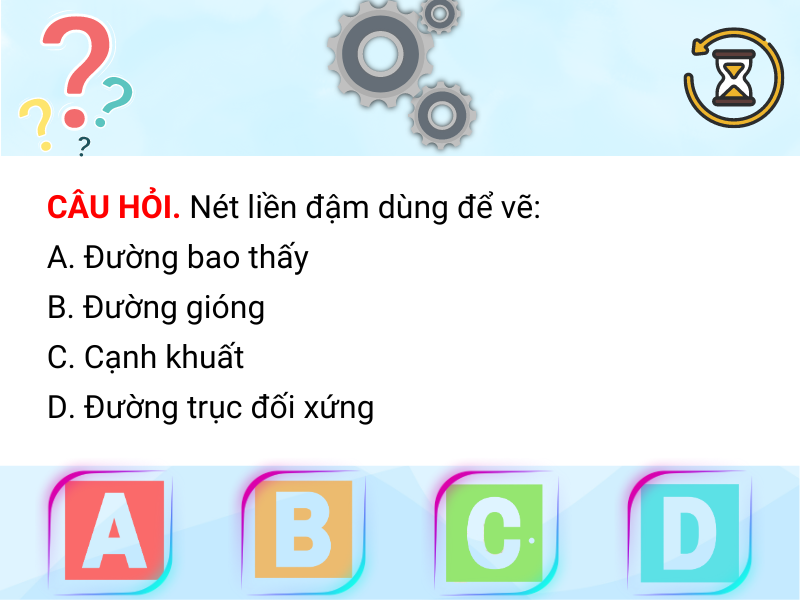 CÂU HỎI. Nét liền đậm dùng để vẽ:
A. Đường bao thấy
B. Đường gióng
C. Cạnh khuất
D. Đường trục đối xứng
A B C D